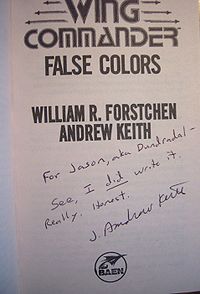 WING
COMMANDER
FALSE COLORS
WILLIAM R. FORSTCHEN
ANDREW KEITH
For Jason, aka Dundradal -
See, I did write it.
Really. Honest.
J. Andrew Keith
BAEN